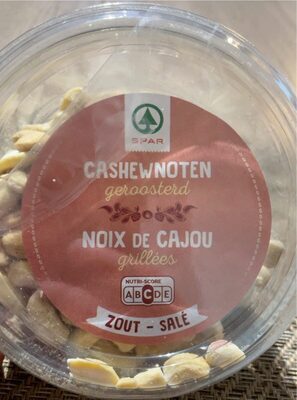 SPAR
CASHEWNOTEN
geroosterd
NOIX DE CAJOU
grillées
NUTRI-SCORE
ABCDE
ZOUT - SALÉ